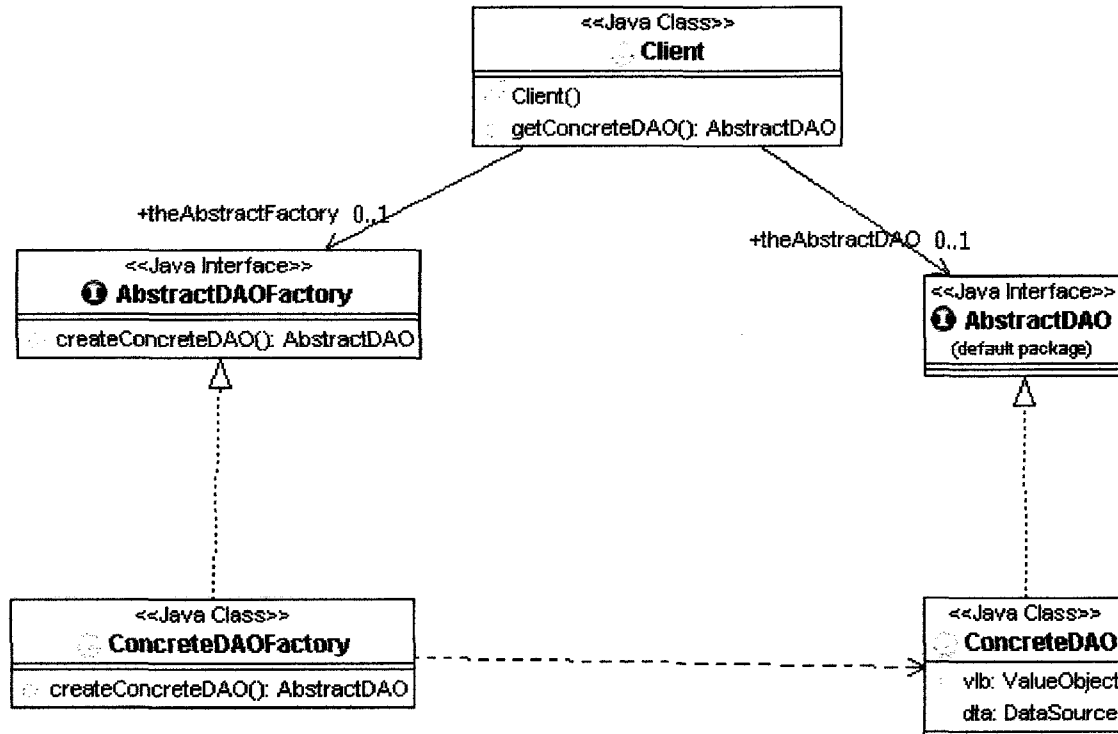 <<Java Class>>
Client
Client()
getConcreteDAO(): AbstractDAO
+theAbstractFactory 0..1
+theAbstractDAO 0..1
<<Java Interface>>
I AbstractDAOFactory
createConcreteDAO(): AbstractDAO
<<Java Interface>>
I AbstractDAO
(default package)
<<Java Class>>
ConcreteDAOFactory
createConcreteDAO(): AbstractDAO
<<Java Class>>
ConcreteDAO
vlb: ValueObject
dta: DataSource